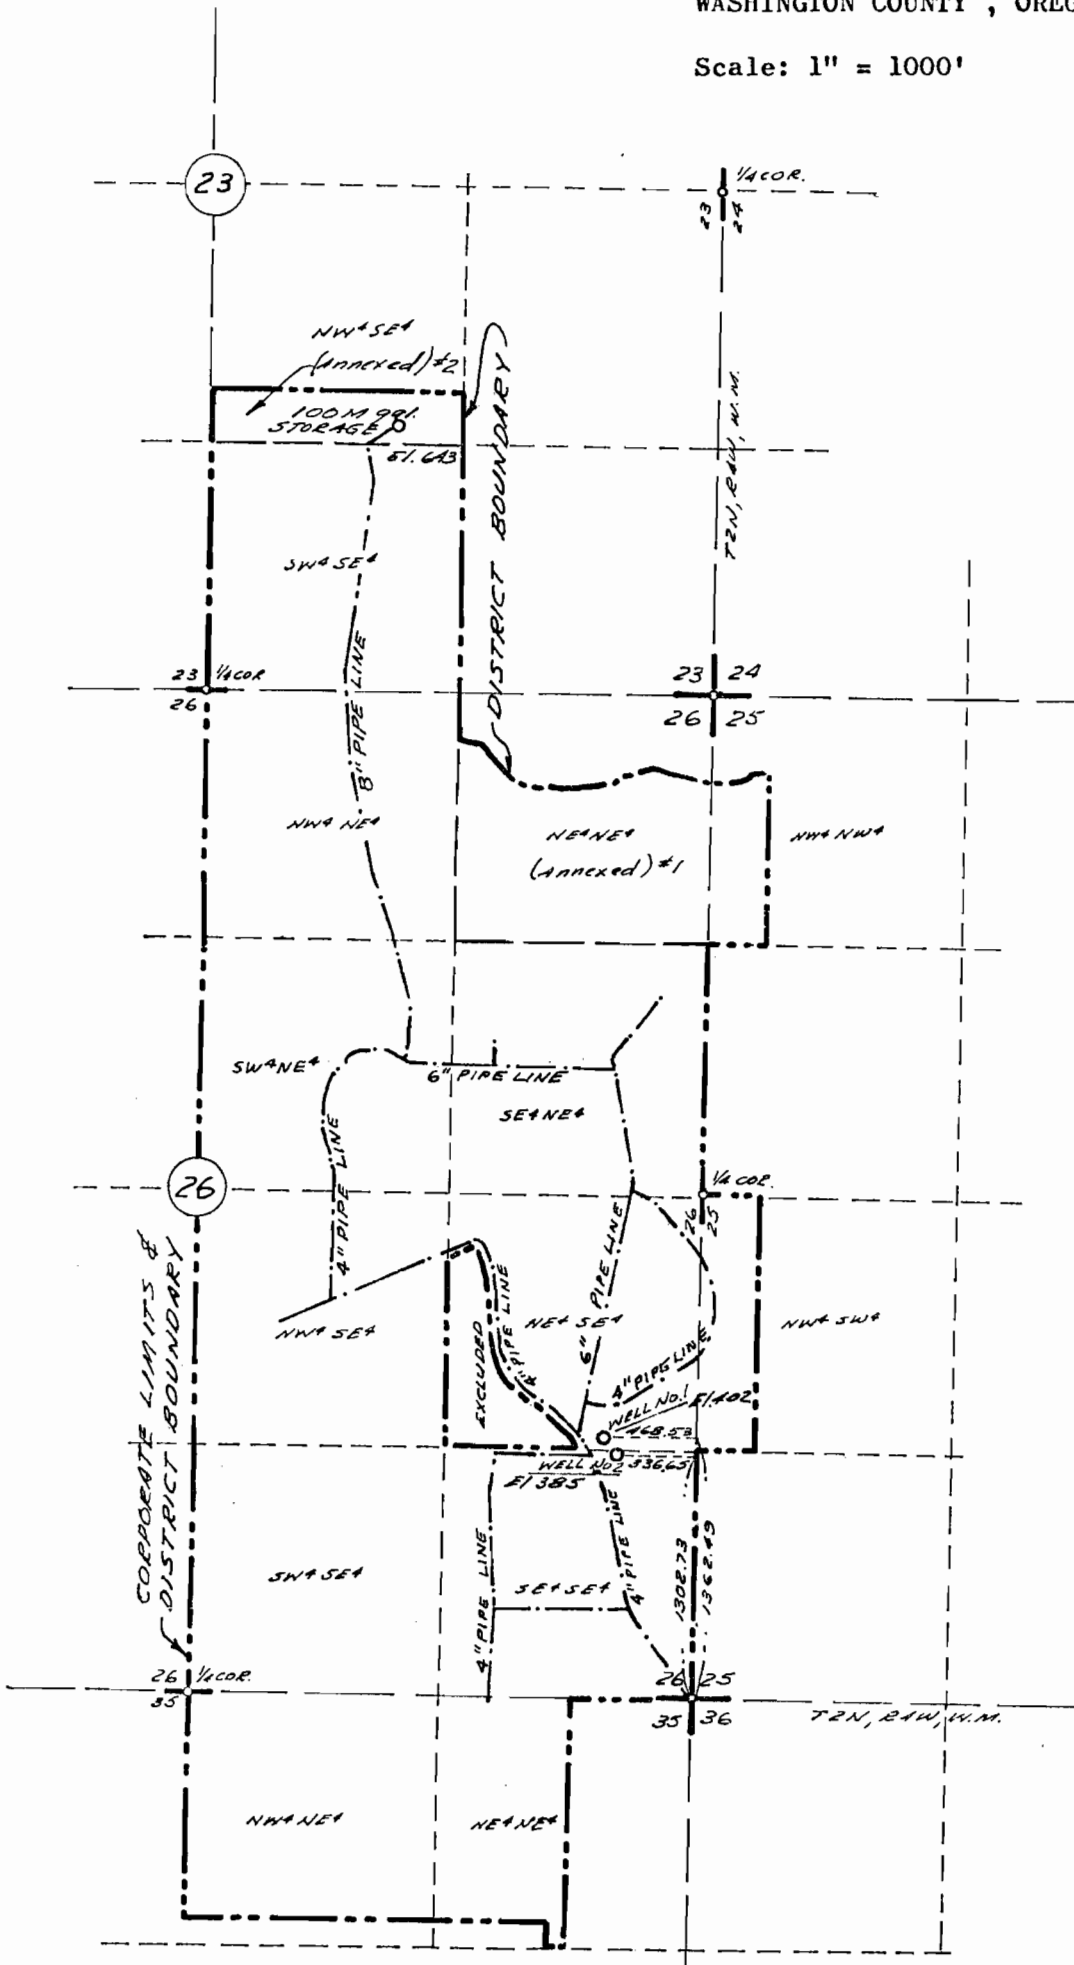 WASHINGTON COUNTY , OREG
Scale: 1" = 1000'
23
1/4 COR.
23
24
NW4 SE4
(Annexed) #2
100 M gal.
STORAGE
El. 643
DISTRICT BOUNDARY
T2N, R4W, W.M.
SW4 SE4
8" PIPE LINE
23 1/4 COR
26
23 24
26 25
NW4 NE4
NE4 NE4
(Annexed) #1
NW4 NW4
SW4 NE4
6" PIPE LINE
SE4 NE4
4" PIPE LINE
26
1/4 COR.
26
25
CORPORATE LIMITS &
DISTRICT BOUNDARY
NW4 SE4
EXCLUDED
4" PIPE LINE
NE4 SE4
6" PIPE LINE
NW4 SW4
4" PIPE LINE
WELL No.1 El 402
468.53
WELL No2 336.65
El 385
SW4 SE4
4" PIPE LINE
SE4 SE4
4" PIPE LINE
1302.73
1362.49
26 1/4 COR.
35
26 25
35 36
T2N, R4W, W.M.
NW4 NE4
NE4 NE4